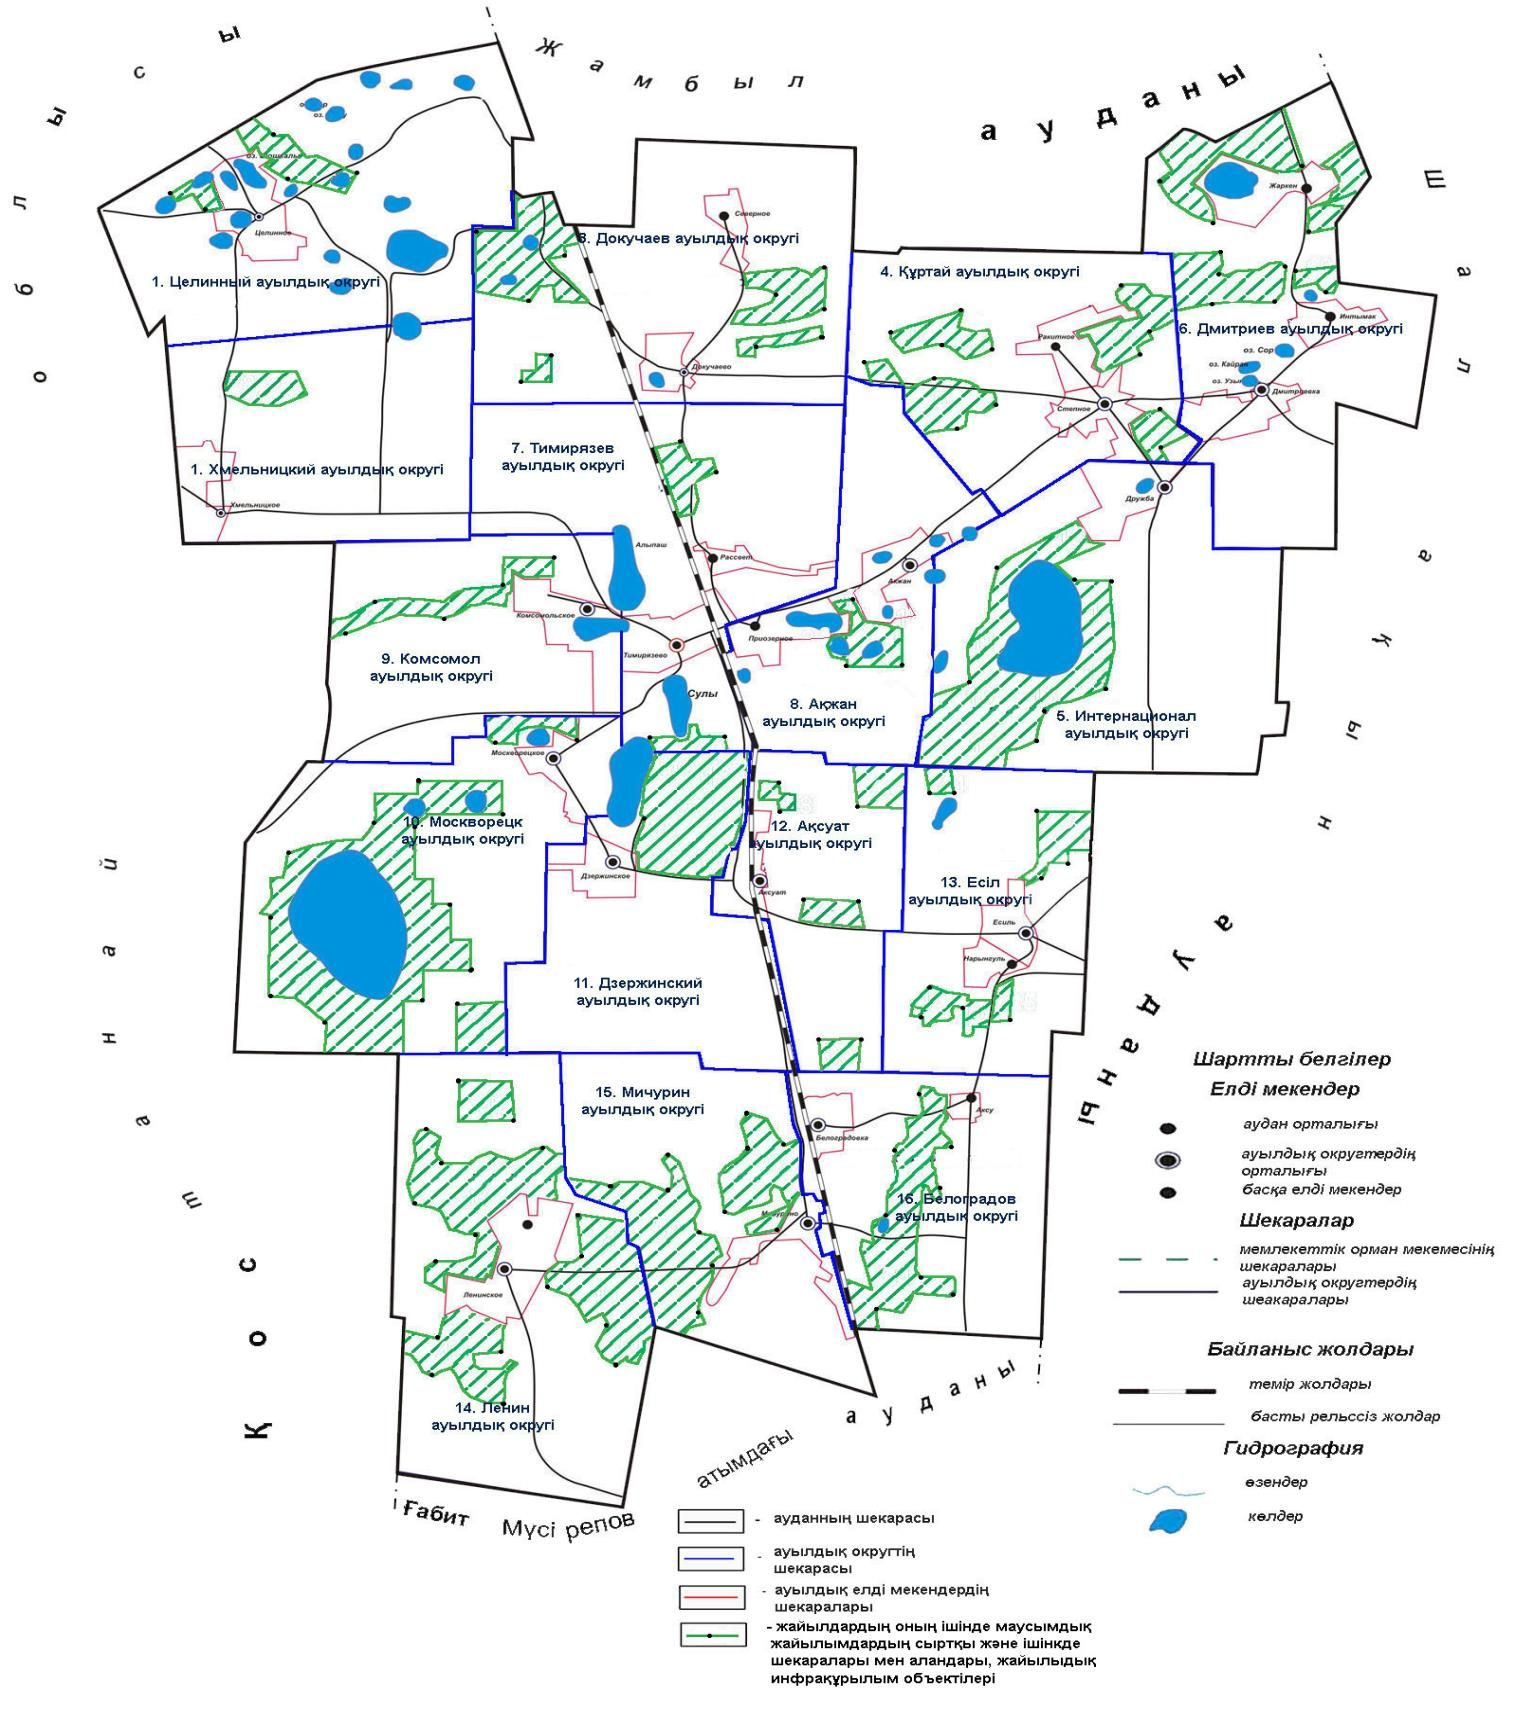 Жамбыл
ауданы
облысы
Қостанай
Шал ақын
ауданы
оз. Мошкалы
Целинное
1. Целинный ауылдық округі
Северное
3. Докучаев ауылдық округі
Докучаево
4. Құртай ауылдық округі
Ракитное
Степное
Жаркен
Интымак
6. Дмитриев ауылдық округі
оз. Сор
оз. Кайран
Дмитриевка
1. Хмельницкий ауылдық округі
Хмельницкое
7. Тимирязев
ауылдық округі
Дружба
Алыпаш
Рассвет
Акжан
Комсомольское
Приозерное
Тимирязево
9. Комсомол
ауылдық округі
Сулы
8. Ақжан
ауылдық округі
5. Интернационал
ауылдық округі
Москворецкое
10. Москворецк
ауылдық округі
12. Ақсуат
ауылдық округі
Дзержинское
Аксуат
13. Есіл
ауылдық округі
Есиль
Нарынгуль
11. Дзержинский
ауылдық округі
15. Мичурин
ауылдық округі
Белоградовка
Аксу
16. Белоградов
ауылдық округі
Ленинское
14. Ленин
ауылдық округі
Ғабит Мүсірепов
атымдағы
ауданы
Шартты белгілер
Елді мекендер
аудан орталығы
ауылдық округтердің
орталығы
басқа елді мекендер
Шекаралар
мемлекеттік орман мекемесінің
шекаралары
ауылдық округтердің
шеакаралары
Байланыс жолдары
темір жолдары
басты рельссіз жолдар
Гидрография
өзендер
көлдер
- ауданның шекарасы
- ауылдық округтің
шекарасы
- ауылдық елді мекендердің
шекаралары
- жайылдардың оның ішінде маусымдық
жайылымдардың сыртқы және ішінкде
шекаралары мен аландары, жайылыдық
инфрақұрылым объектілері